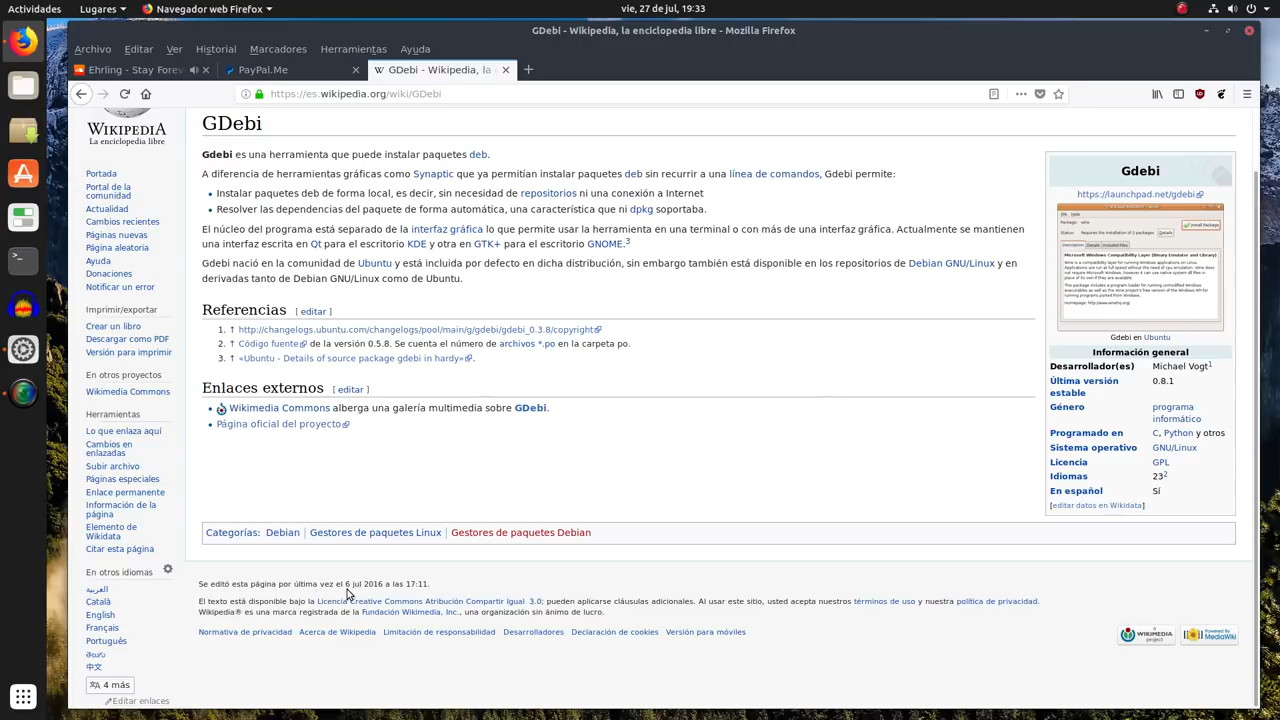 Actividades Lugares Navegador web Firefox vie, 27 de jul, 19:33
GDebi - Wikipedia, la enciclopedia libre - Mozilla Firefox
Archivo Editar Ver Historial Marcadores Herramientas Ayuda
Ehrling - Stay Forev PayPal.Me GDebi - Wikipedia, la e
https://es.wikipedia.org/wiki/GDebi
WIKIPEDIA
La enciclopedia libre
Portada
Portal de la
comunidad
Actualidad
Cambios recientes
Páginas nuevas
Página aleatoria
Ayuda
Donaciones
Notificar un error
Imprimir/exportar
Crear un libro
Descargar como PDF
Versión para imprimir
En otros proyectos
Wikimedia Commons
Herramientas
Lo que enlaza aquí
Cambios en
enlazadas
Subir archivo
Páginas especiales
Enlace permanente
Información de la
página
Elemento de
Wikidata
Citar esta página
En otros idiomas
العربية
Català
English
Français
Português
తెలుగు
中文
4 más
Editar enlaces
GDebi
Gdebi es una herramienta que puede instalar paquetes deb.
A diferencia de herramientas gráficas como Synaptic que ya permitían instalar paquetes deb sin recurrir a una línea de comandos, Gdebi permite:
• Instalar paquetes deb de forma local, es decir, sin necesidad de repositorios ni una conexión a Internet
• Resolver las dependencias del paquete de forma automática, una característica que ni dpkg soportaba.
El núcleo del programa está separado de la interfaz gráfica lo que permite usar la herramienta en una terminal o con más de una interfaz gráfica. Actualmente se mantienen
una interfaz escrita en Qt para el escritorio KDE y otra en GTK+ para el escritorio GNOME.3
Gdebi nació en la comunidad de Ubuntu y está incluida por defecto en dicha distribución, sin embargo también está disponible en los repositorios de Debian GNU/Linux y en
derivadas tanto de Debian GNU/Linux como de Ubuntu.
Referencias [ editar ]
1. ↑ http://changelogs.ubuntu.com/changelogs/pool/main/g/gdebi/gdebi_0.3.8/copyright
2. ↑ Código fuente de la versión 0.5.8. Se cuenta el número de archivos *.po en la carpeta po.
3. ↑ «Ubuntu - Details of source package gdebi in hardy».
Enlaces externos [ editar ]
• Wikimedia Commons alberga una galería multimedia sobre GDebi.
• Página oficial del proyecto
Gdebi
https://launchpad.net/gdebi
Install Package
Microsoft Windows Compatibility Layer (Binary Emulator and Library)
Gdebi en Ubuntu
Información general
Desarrollador(es) Michael Vogt1
Última versión 0.8.1
estable
Género programa
informático
Programado en C, Python y otros
Sistema operativo GNU/Linux
Licencia GPL
Idiomas 232
En español Sí
[editar datos en Wikidata]
Categorías: Debian | Gestores de paquetes Linux | Gestores de paquetes Debian
Se editó esta página por última vez el 6 jul 2016 a las 17:11.
El texto está disponible bajo la Licencia Creative Commons Atribución Compartir Igual 3.0; pueden aplicarse cláusulas adicionales. Al usar este sitio, usted acepta nuestros términos de uso y nuestra política de privacidad.
Wikipedia® es una marca registrada de la Fundación Wikimedia, Inc., una organización sin ánimo de lucro.
Normativa de privacidad Acerca de Wikipedia Limitación de responsabilidad Desarrolladores Declaración de cookies Versión para móviles
A WIKIMEDIA project
Powered By MediaWiki